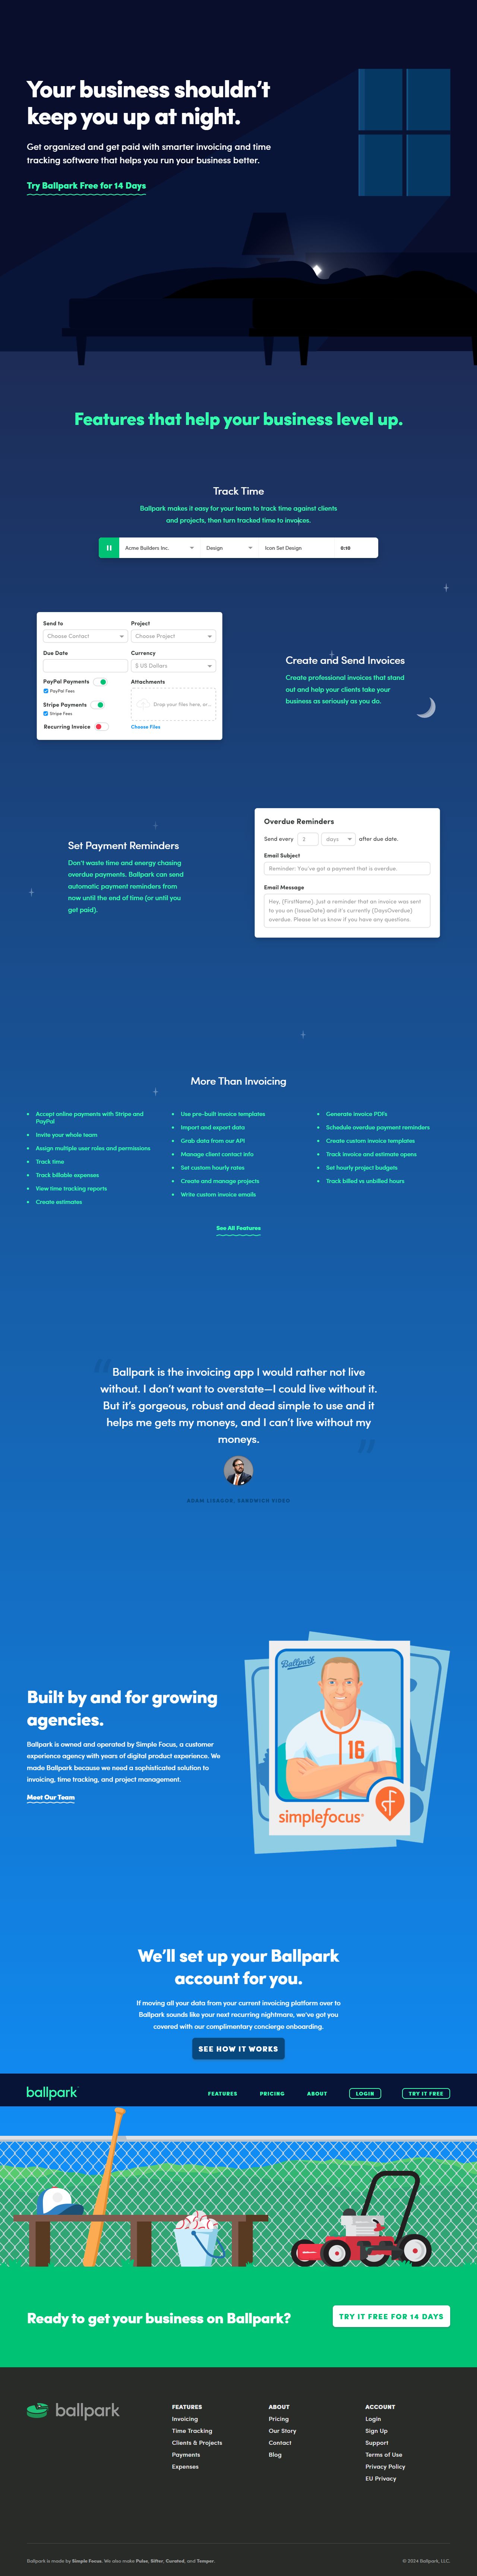 Your business shouldn't
keep you up at night.
Get organized and get paid with smarter invoicing and time
tracking software that helps you run your business better.
Try Ballpark Free for 14 Days
Features that help your business level up.
Track Time
Ballpark makes it easy for your team to track time against clients
and projects, then turn tracked time to invoices.
Acme Builders Inc.
Design
Icon Set Design
0:15
Send to
Project
Choose Contact
Choose Project
Due Date
Currency
$ US Dollars
PayPal Payments
Attachments
PayPal Fees
Drop your files here, or...
Stripe Payments
Stripe Fees
Recurring Invoice
Choose Files
Create and Send Invoices
Create professional invoices that stand
out and help your clients take your
business as seriously as you do.
Set Payment Reminders
Don't waste time and energy chasing
overdue payments. Ballpark can send
automatic payment reminders from
now until the end of time (or until you
get paid).
Overdue Reminders
Send every 2 days after due date.
Email Subject
Reminder: You've got a payment that is overdue.
Email Message
Hey, {FirstName}. Just a reminder that an invoice was sent
to you on {IssueDate} and it's currently {DaysOverdue}
overdue. Please let us know if you have any questions.
More Than Invoicing
Accept online payments with Stripe and
PayPal
Invite your whole team
Assign multiple user roles and permissions
Track time
Track billable expenses
View time tracking reports
Create estimates
Use pre-built invoice templates
Import and export data
Grab data from our API
Manage client contact info
Set custom hourly rates
Create and manage projects
Write custom invoice emails
Generate invoice PDFs
Schedule overdue payment reminders
Create custom invoice templates
Track invoice and estimate opens
Set hourly project budgets
Track billed vs unbilled hours
See All Features
Ballpark is the invoicing app I would rather not live
without. I don't want to overstate—I could live without it.
But it's gorgeous, robust and dead simple to use and it
helps me get my moneys, and I can't live without my
moneys.
ADAM LISAGOR, SANDWICH VIDEO
Built by and for growing
agencies.
Ballpark is owned and operated by Simple Focus, a customer
experience agency with years of digital product experience. We
made Ballpark because we need a sophisticated solution to
invoicing, time tracking, and project management.
Meet Our Team
Ballpark
16
simplefocus
We'll set up your Ballpark
account for you.
If moving all your data from your current invoicing platform over to
Ballpark sounds like your next recurring nightmare, we've got you
covered with our complimentary concierge onboarding.
SEE HOW IT WORKS
ballpark
FEATURES
PRICING
ABOUT
LOGIN
TRY IT FREE
Ready to get your business on Ballpark?
TRY IT FREE FOR 14 DAYS
ballpark
FEATURES
Invoicing
Time Tracking
Clients & Projects
Payments
Expenses
ABOUT
Pricing
Our Story
Contact
Blog
ACCOUNT
Login
Sign Up
Support
Terms of Use
Privacy Policy
EU Privacy
Ballpark is made by Simple Focus. We also make Pulse, Sifter, Curated, and Temper.
© 2024 Ballpark, LLC.